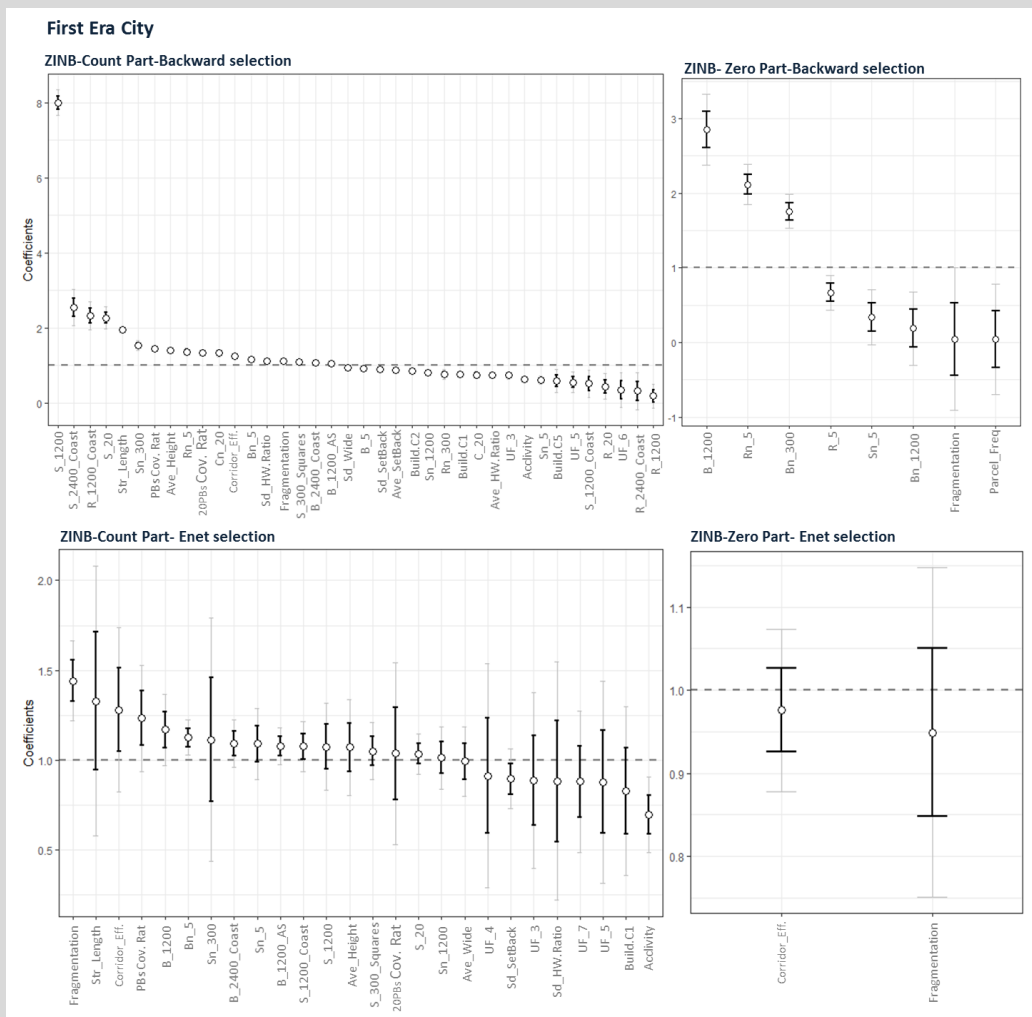 First Era City
ZINB-Count Part-Backward selection
Coefficients
8
6
4
2
0
S_1200
S_2400_Coast
R_1200_Coast
S_20
Str_Length
Sn_300
PBs Cov. Rat
Ave_Height
Rn_5
20PBs Cov. Rat
Cn_20
Corridor_Eff.
Bn_5
Sd_HW.Ratio
Fragmentation
S_300_Squares
B_2400_Coast
B_1200_AS
Sd_Wide
B_5
Sd_SetBack
Ave_SetBack
Build.C2
Sn_1200
Rn_300
Build.C1
C_20
Ave_HW.Ratio
UF_3
Acclivity
Sn_5
Build.C5
UF_5
S_1200_Coast
R_20
UF_6
R_2400_Coast
R_1200
ZINB- Zero Part-Backward selection
3
2
1
0
-1
B_1200
Rn_5
Bn_300
R_5
Sn_5
Bn_1200
Fragmentation
Parcel_Freq
ZINB-Count Part- Enet selection
Coefficients
2.0
1.5
1.0
0.5
Fragmentation
Str_Length
Corridor_Eff.
PBs Cov. Rat
B_1200
Bn_5
Sn_300
B_2400_Coast
Sn_5
B_1200_AS
S_1200_Coast
S_1200
Ave_Height
S_300_Squares
20PBs Cov. Rat
S_20
Sn_1200
Ave_Wide
UF_4
Sd_SetBack
UF_3
Sd_HW.Ratio
UF_7
UF_5
Build.C1
Acclivity
ZINB-Zero Part- Enet selection
1.1
1.0
0.9
0.8
Corridor_Eff.
Fragmentation